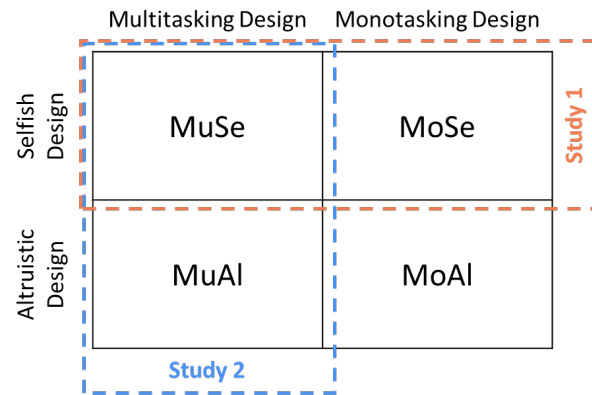 Multitasking Design
Monotasking Design
Selfish
Design
MuSe
MoSe
Study 1
Altruistic
Design
MuAl
MoAl
Study 2